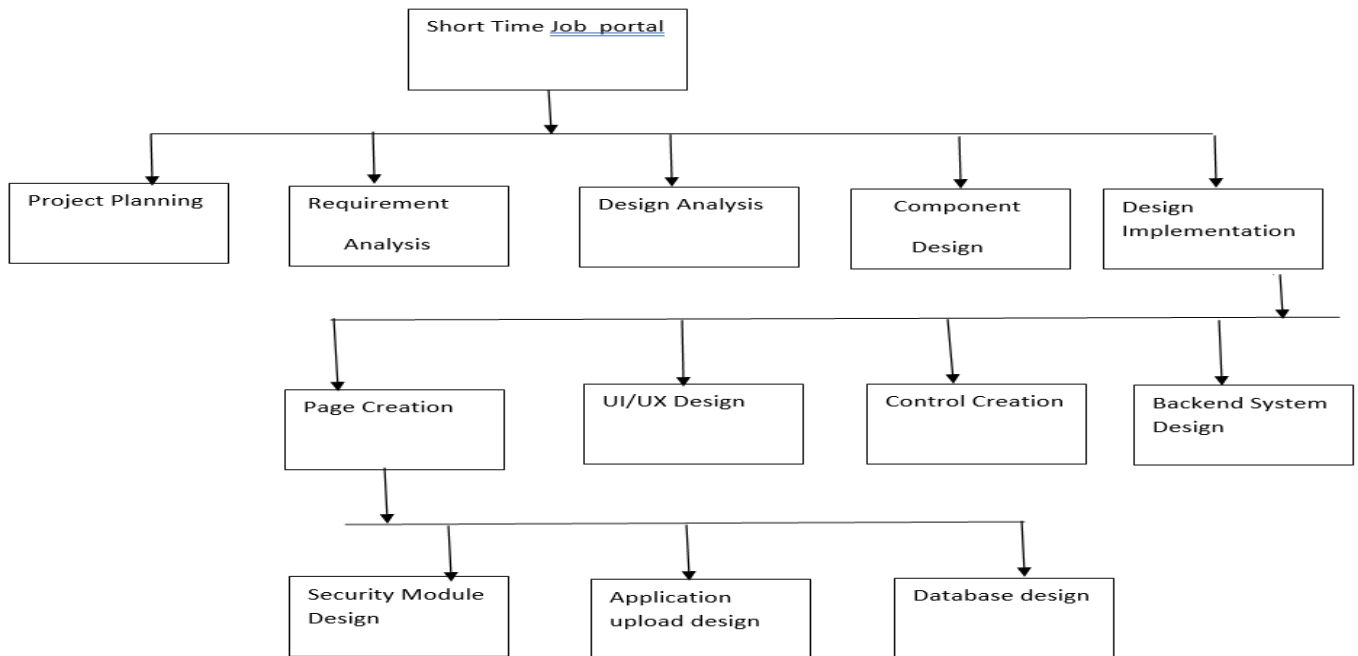 Short Time Job portal
Project Planning
Requirement
Analysis
Design Analysis
Component
Design
Design
Implementation
Page Creation
UI/UX Design
Control Creation
Backend System
Design
Security Module
Design
Application
upload design
Database design